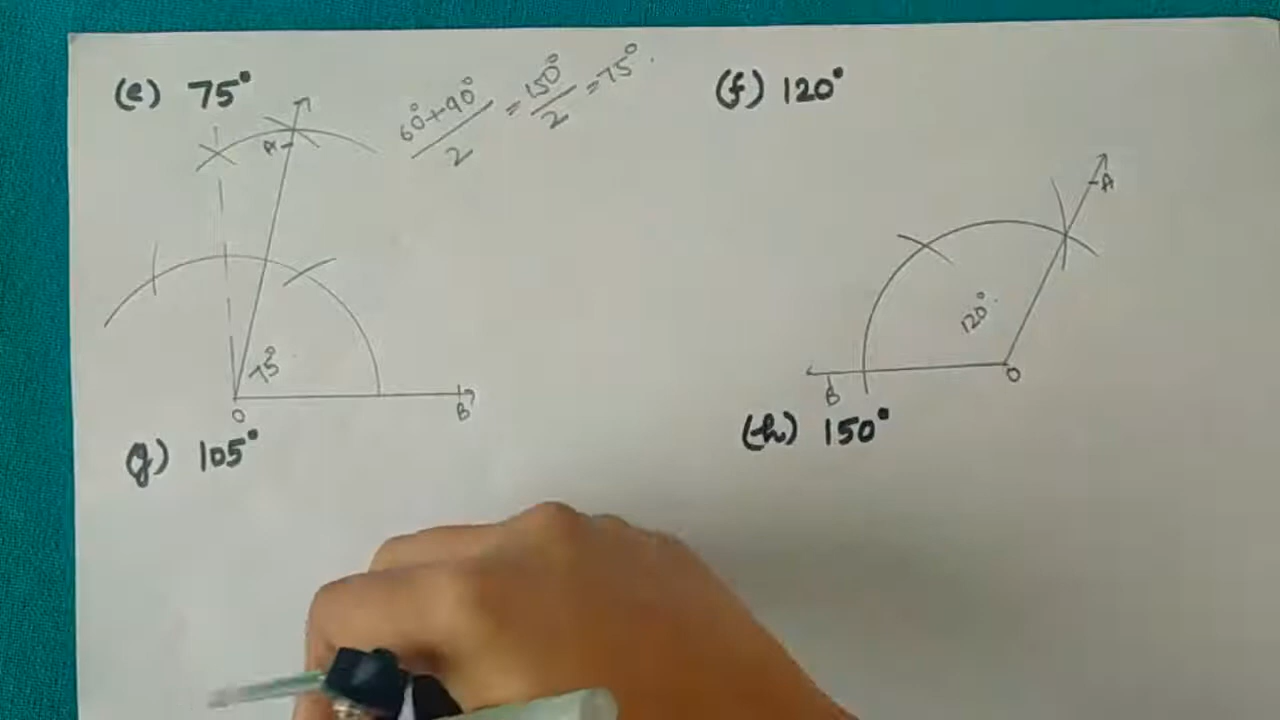 (e) 75°
60°+90°/2 = 150°/2 = 75°.
A
75°
O
B
(f) 120°
A
120°.
O
B
(g) 105°
(h) 150°